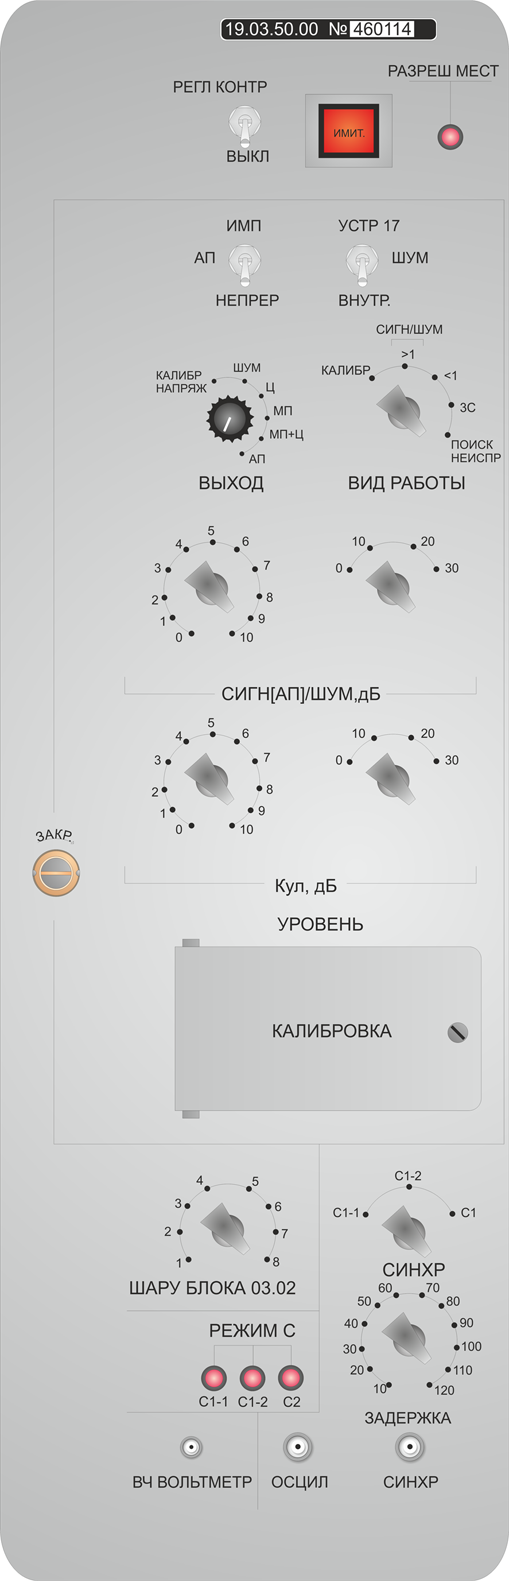 19.03.50.00 № 460114
РАЗРЕШ МЕСТ
РЕГЛ КОНТР
ИМИТ.
ВЫКЛ
ИМП
УСТР 17
АП
ШУМ
НЕПРЕР
ВНУТР.
СИГН/ШУМ
КАЛИБР
НАПРЯЖ
ШУМ
Ц
МП
МП+Ц
АП
ВЫХОД
КАЛИБР
>1
<1
3С
ПОИСК
НЕИСПР
ВИД РАБОТЫ
0 1 2 3 4 5 6 7 8 9 10
0 10 20 30
СИГН[АП]/ШУМ,дБ
0 1 2 3 4 5 6 7 8 9 10
0 10 20 30
ЗАКР.
Кул, дБ
УРОВЕНЬ
КАЛИБРОВКА
1 2 3 4 5 6 7 8
ШАРУ БЛОКА 03.02
С1-1 С1-2 С1
СИНХР
10 20 30 40 50 60 70 80 90 100 110 120
ЗАДЕРЖКА
РЕЖИМ С
С1-1 С1-2 С2
ВЧ ВОЛЬТМЕТР
ОСЦИЛ
СИНХР